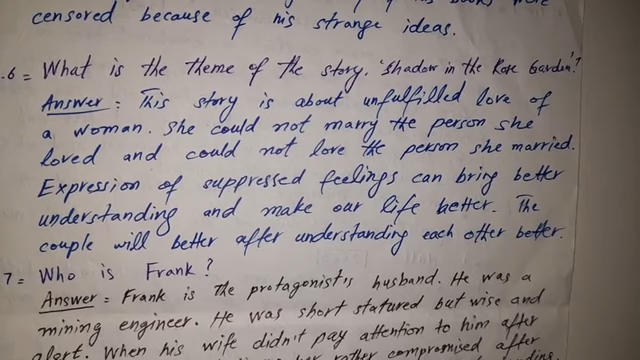 censored because of his strange ideas.
.6 = What is the theme of the story. 'Shadow in the Rose Garden'?
Answer : This story is about unfulfilled love of
a woman. She could not marry the person she
loved and could not love the person she married.
Expression of suppressed feelings can bring better
understanding and make our life better. The
couple will better after understanding each other better.
7 = Who is Frank?
Answer = Frank is the protagonist's husband. He was a
mining engineer. He was short statured but wise and
alert. When his wife didn't pay attention to him after
her rather compromised after